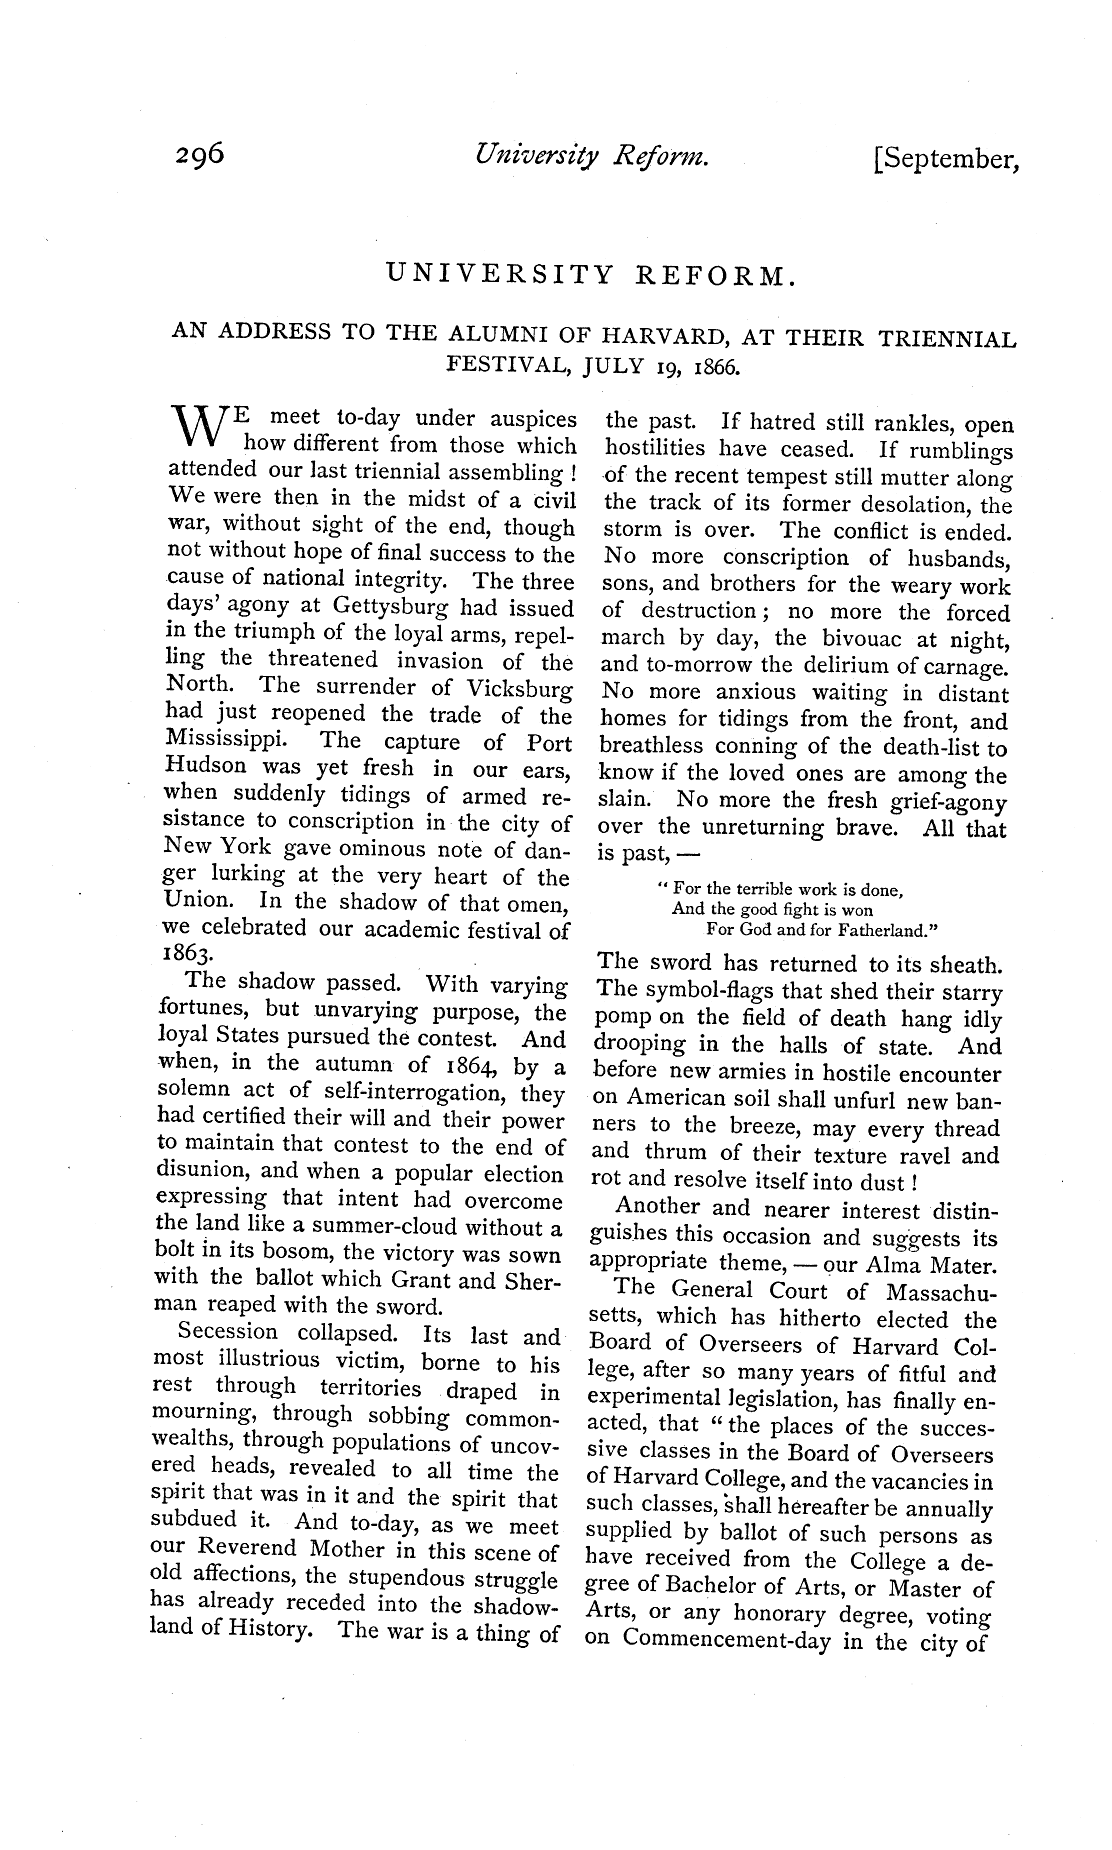 296
University Reform.
[September,
UNIVERSITY REFORM.
AN ADDRESS TO THE ALUMNI OF HARVARD, AT THEIR TRIENNIAL
FESTIVAL, JULY 19, 1866.
WE meet to-day under auspices
how different from those which
attended our last triennial assembling !
We were then in the midst of a civil
war, without sight of the end, though
not without hope of final success to the
cause of national integrity. The three
days' agony at Gettysburg had issued
in the triumph of the loyal arms, repel-
ling the threatened invasion of the
North. The surrender of Vicksburg
had just reopened the trade of the
Mississippi. The capture of Port
Hudson was yet fresh in our ears,
when suddenly tidings of armed re-
sistance to conscription in the city of
New York gave ominous note of dan-
ger lurking at the very heart of the
Union. In the shadow of that omen,
we celebrated our academic festival of
1863.
The shadow passed. With varying
fortunes, but unvarying purpose, the
loyal States pursued the contest. And
when, in the autumn of 1864, by a
solemn act of self-interrogation, they
had certified their will and their power
to maintain that contest to the end of
disunion, and when a popular election
expressing that intent had overcome
the land like a summer-cloud without a
bolt in its bosom, the victory was sown
with the ballot which Grant and Sher-
man reaped with the sword.
Secession collapsed. Its last and
most illustrious victim, borne to his
rest through territories draped in
mourning, through sobbing common-
wealths, through populations of uncov-
ered heads, revealed to all time the
spirit that was in it and the spirit that
subdued it. And to-day, as we meet
our Reverend Mother in this scene of
old affections, the stupendous struggle
has already receded into the shadow-
land of History. The war is a thing of
the past. If hatred still rankles, open
hostilities have ceased. If rumblings
of the recent tempest still mutter along
the track of its former desolation, the
storm is over. The conflict is ended.
No more conscription of husbands,
sons, and brothers for the weary work
of destruction ; no more the forced
march by day, the bivouac at night,
and to-morrow the delirium of carnage.
No more anxious waiting in distant
homes for tidings from the front, and
breathless conning of the death-list to
know if the loved ones are among the
slain. No more the fresh grief-agony
over the unreturning brave. All that
is past, —
" For the terrible work is done,
And the good fight is won
For God and for Fatherland."
The sword has returned to its sheath.
The symbol-flags that shed their starry
pomp on the field of death hang idly
drooping in the halls of state. And
before new armies in hostile encounter
on American soil shall unfurl new ban-
ners to the breeze, may every thread
and thrum of their texture ravel and
rot and resolve itself into dust !
Another and nearer interest distin-
guishes this occasion and suggests its
appropriate theme, — our Alma Mater.
The General Court of Massachu-
setts, which has hitherto elected the
Board of Overseers of Harvard Col-
lege, after so many years of fitful and
experimental legislation, has finally en-
acted, that " the places of the succes-
sive classes in the Board of Overseers
of Harvard College, and the vacancies in
such classes, shall hereafter be annually
supplied by ballot of such persons as
have received from the College a de-
gree of Bachelor of Arts, or Master of
Arts, or any honorary degree, voting
on Commencement-day in the city of